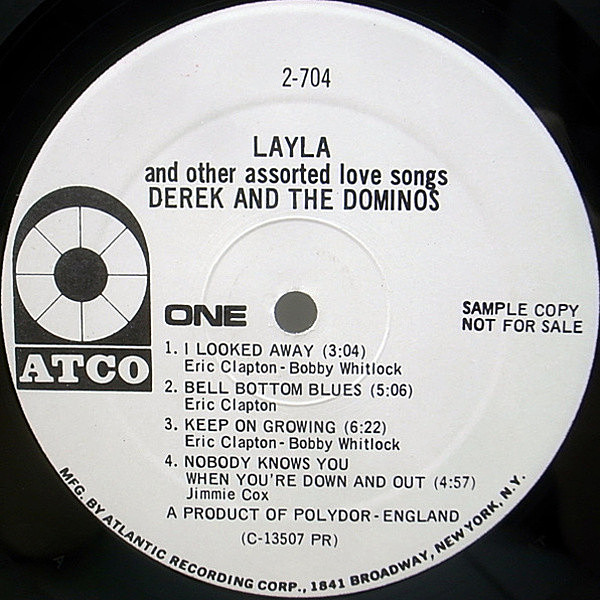 2-704
LAYLA
and other assorted love songs
DEREK AND THE DOMINOS
ATCO
ONE
SAMPLE COPY
NOT FOR SALE
1. I LOOKED AWAY (3:04)
Eric Clapton - Bobby Whitlock
2. BELL BOTTOM BLUES (5:06)
Eric Clapton
3. KEEP ON GROWING (6:22)
Eric Clapton - Bobby Whitlock
4. NOBODY KNOWS YOU
WHEN YOU'RE DOWN AND OUT (4:57)
Jimmie Cox
A PRODUCT OF POLYDOR - ENGLAND
(C-13507 PR)
MFG. BY ATLANTIC RECORDING CORP., 1841 BROADWAY, NEW YORK, N.Y.